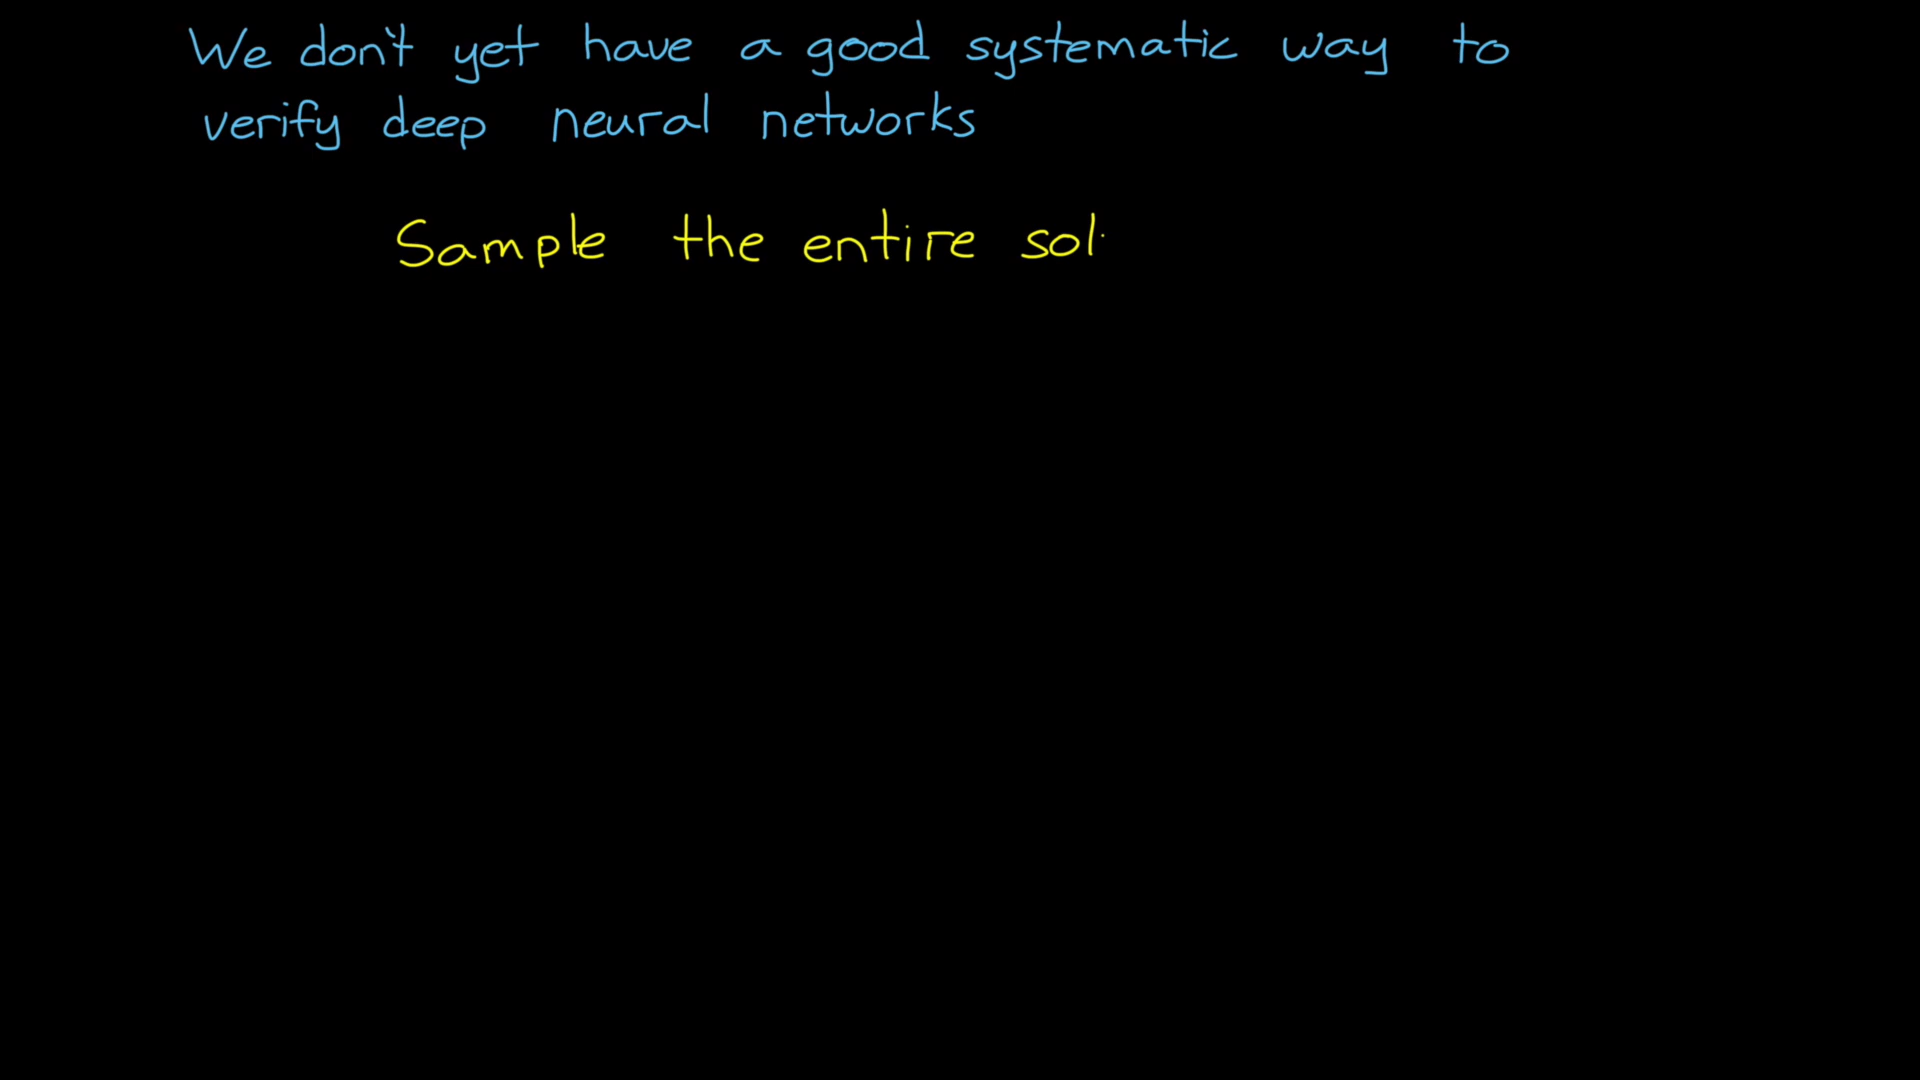 We don't yet have a good systematic way to
verify deep neural networks
Sample the entire sol